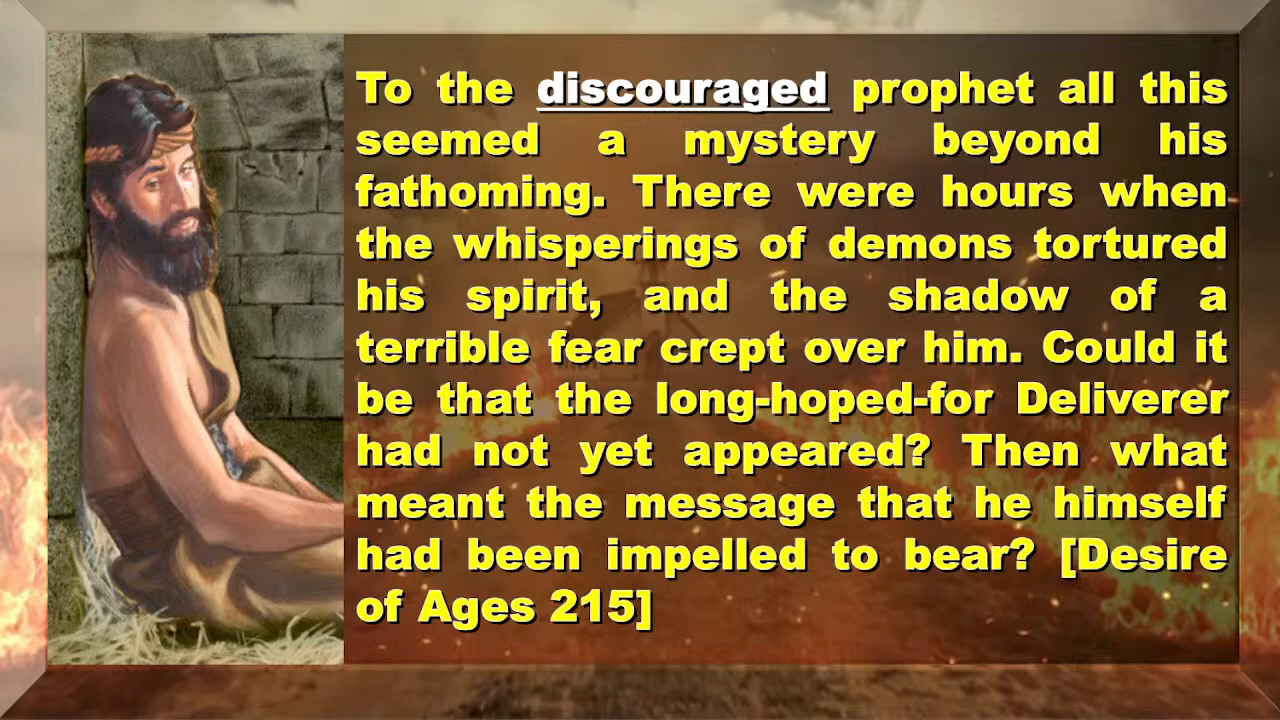 To the discouraged prophet all this
seemed a mystery beyond his
fathoming. There were hours when
the whisperings of demons tortured
his spirit, and the shadow of a
terrible fear crept over him. Could it
be that the long-hoped-for Deliverer
had not yet appeared? Then what
meant the message that he himself
had been impelled to bear? [Desire
of Ages 215]